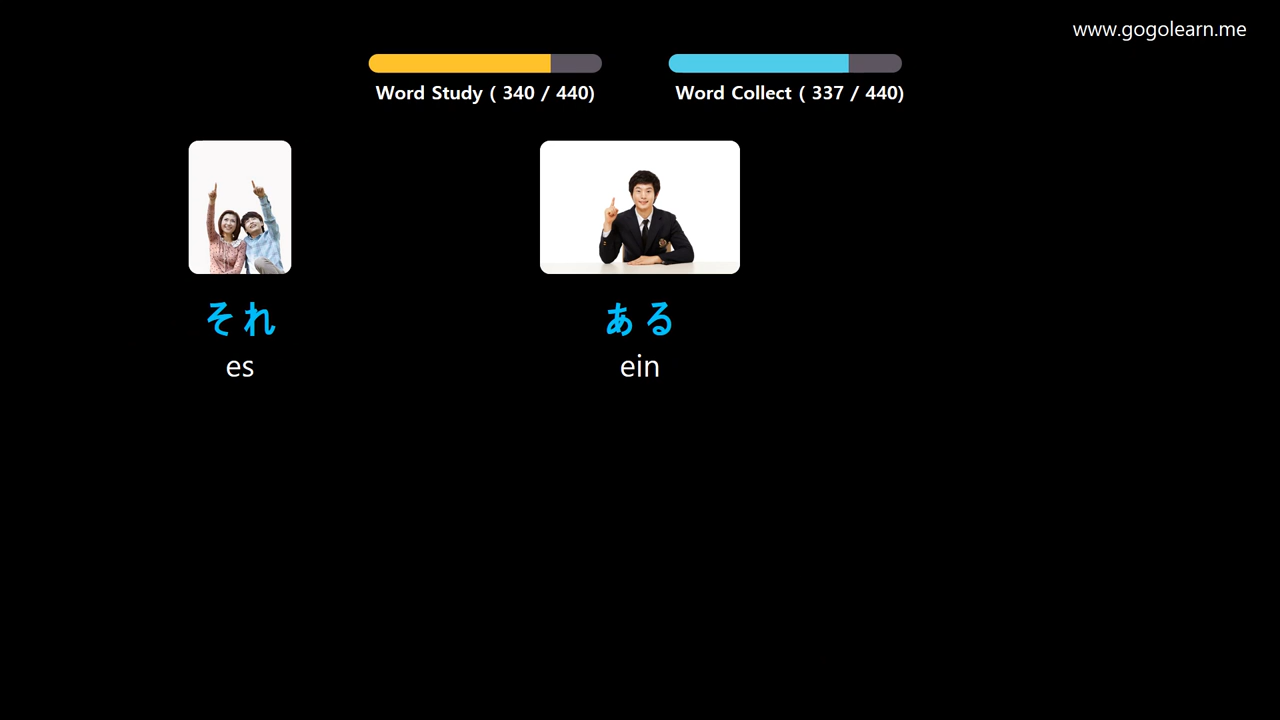 www.gogolearn.me
Word Study ( 340 / 440)
Word Collect ( 337 / 440)
それ
es
ある
ein